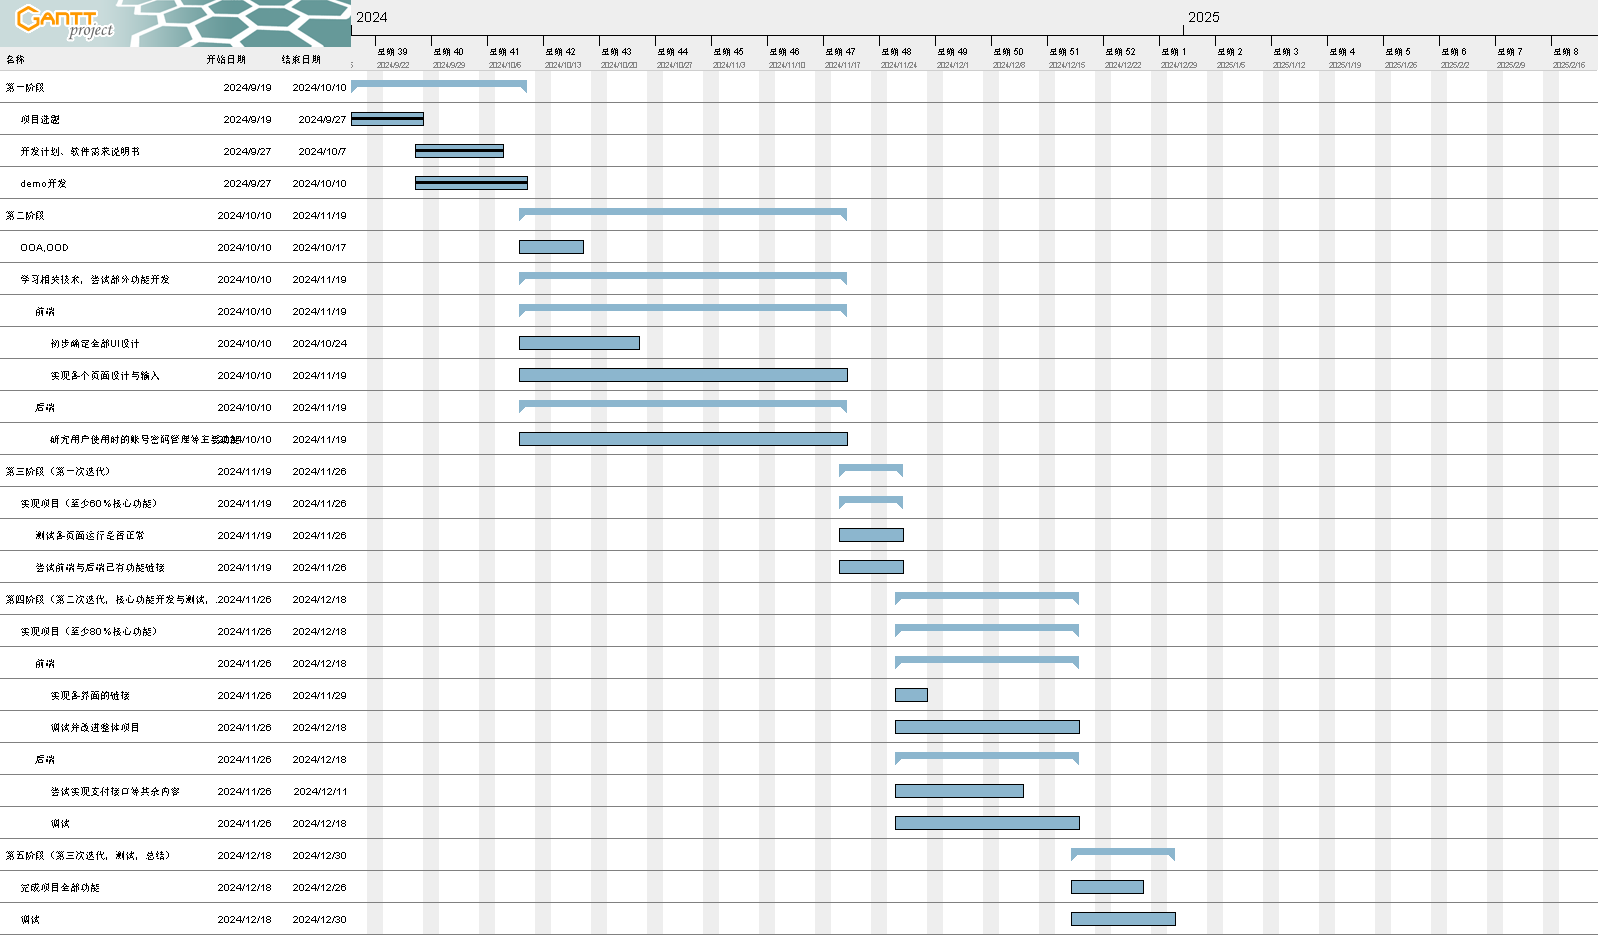 GANTT project
2024 2025
星期 39 星期 40 星期 41 星期 42 星期 43 星期 44 星期 45 星期 46 星期 47 星期 48 星期 49 星期 50 星期 51 星期 52 星期 1 星期 2 星期 3 星期 4 星期 5 星期 6 星期 7 星期 8
名称 开始日期 结束日期
5 2024/9/22 2024/9/29 2024/10/6 2024/10/13 2024/10/20 2024/10/27 2024/11/3 2024/11/10 2024/11/17 2024/11/24 2024/12/1 2024/12/8 2024/12/15 2024/12/22 2024/12/29 2025/1/5 2025/1/12 2025/1/19 2025/1/26 2025/2/2 2025/2/9 2025/2/16
第一阶段 2024/9/19 2024/10/10
项目选题 2024/9/19 2024/9/27
开发计划、软件需求说明书 2024/9/27 2024/10/7
demo开发 2024/9/27 2024/10/10
第二阶段 2024/10/10 2024/11/19
OOA,OOD 2024/10/10 2024/10/17
学习相关技术，尝试部分功能开发 2024/10/10 2024/11/19
前端 2024/10/10 2024/11/19
初步确定全部UI设计 2024/10/10 2024/10/24
实现各个页面设计与输入 2024/10/10 2024/11/19
后端 2024/10/10 2024/11/19
研究用户使用时的账号密码管理等主要功能 /10/10 2024/11/19
第三阶段（第一次迭代） 2024/11/19 2024/11/26
实现项目（至少60％核心功能） 2024/11/19 2024/11/26
测试各页面运行是否正常 2024/11/19 2024/11/26
尝试前端与后端已有功能链接 2024/11/19 2024/11/26
第四阶段（第二次迭代，核心功能开发与测试，. 2024/11/26 2024/12/18
实现项目（至少80％核心功能） 2024/11/26 2024/12/18
前端 2024/11/26 2024/12/18
实现各界面的链接 2024/11/26 2024/11/29
调试并改进整体项目 2024/11/26 2024/12/18
后端 2024/11/26 2024/12/18
尝试实现支付接口等其余内容 2024/11/26 2024/12/11
调试 2024/11/26 2024/12/18
第五阶段（第三次迭代，测试，总结） 2024/12/18 2024/12/30
完成项目全部功能 2024/12/18 2024/12/26
调试 2024/12/18 2024/12/30